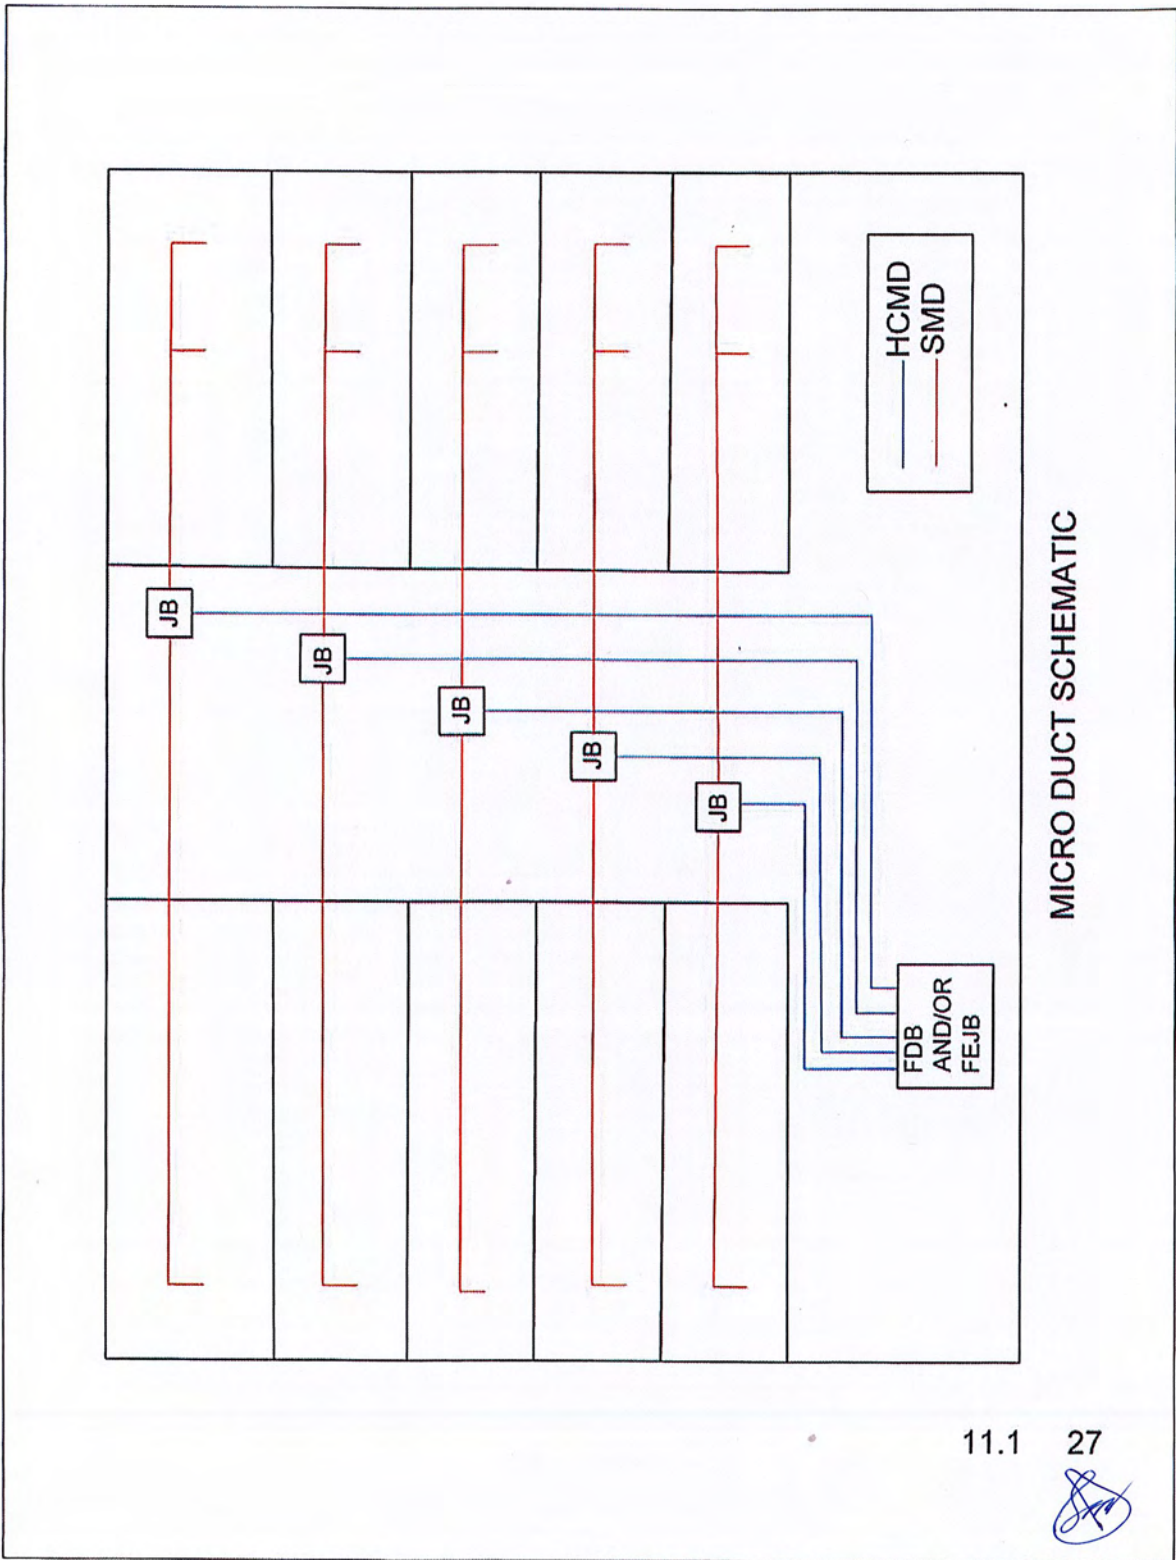 JB
JB
JB
JB
JB
HCMD
SMD
FDB
AND/OR
FEJB
MICRO DUCT SCHEMATIC
11.1 27